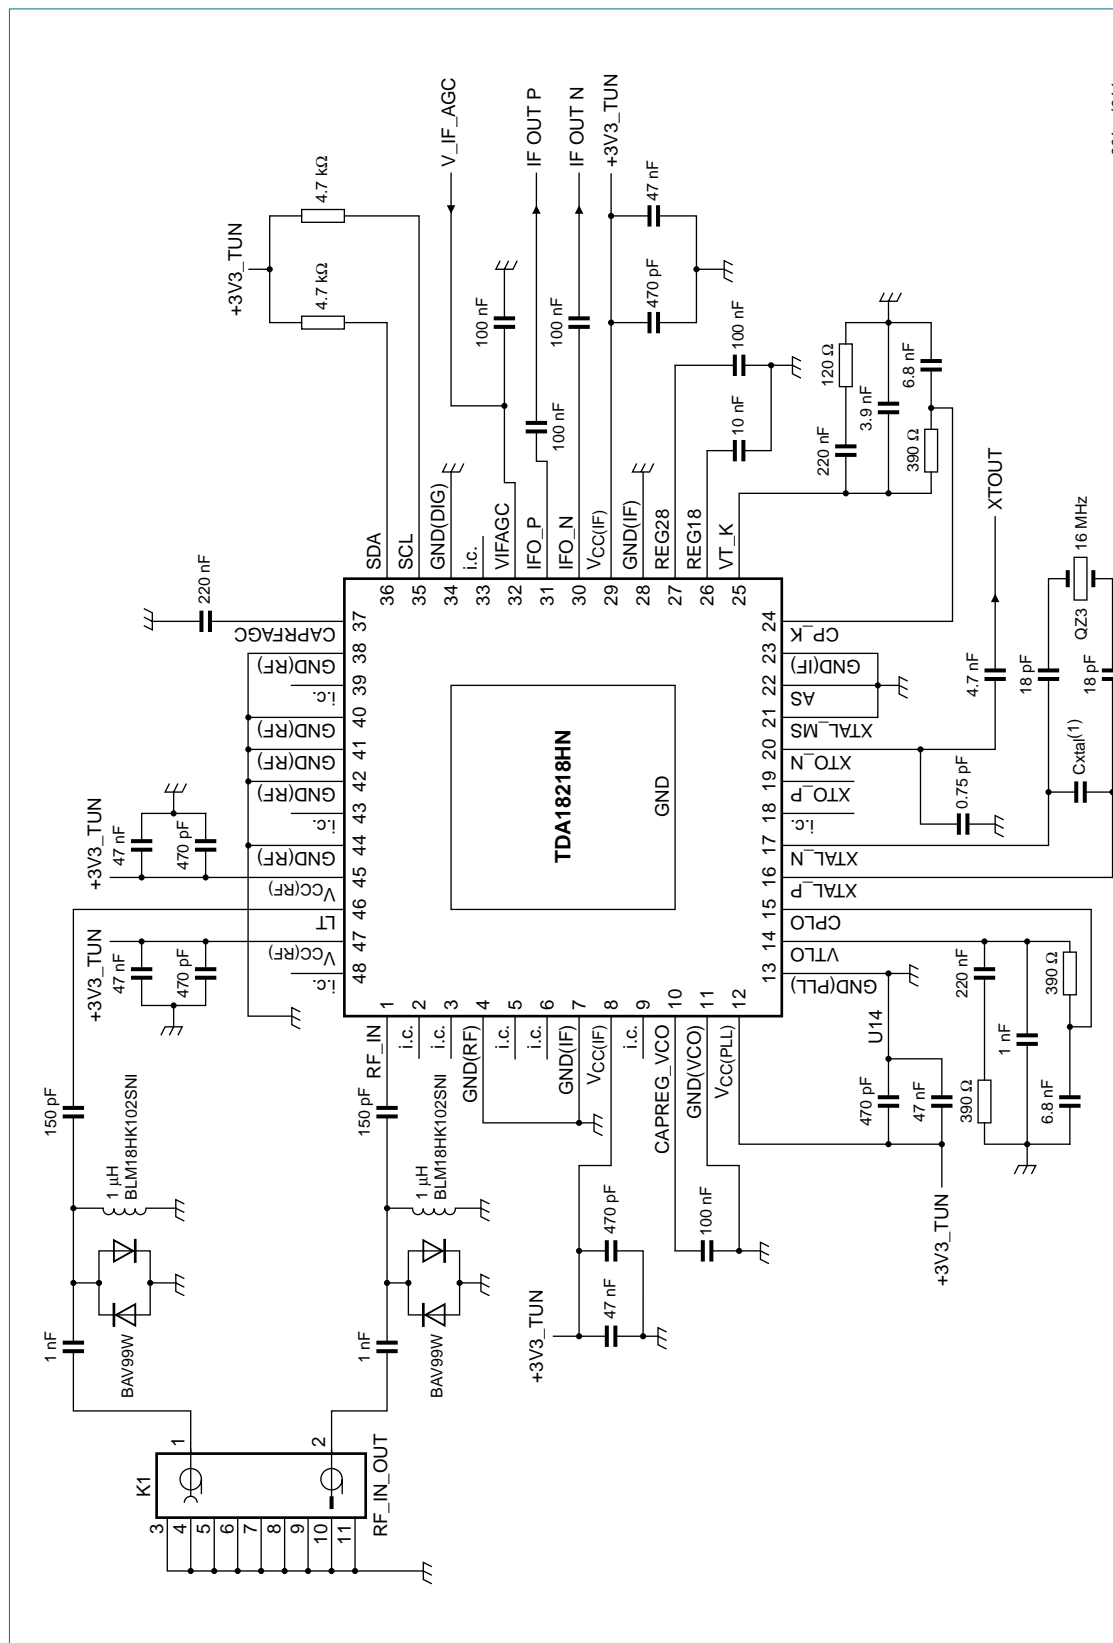 K1
3
4
5
6
7
8
9
10
11
1
2
RF_IN_OUT
1 nF
BAV99W
1 µH
BLM18HK102SNI
150 pF
1 nF
BAV99W
1 µH
BLM18HK102SNI
150 pF
+3V3_TUN
47 nF
470 pF
+3V3_TUN
47 nF
470 pF
220 nF
+3V3_TUN
4.7 kΩ
4.7 kΩ
V_IF_AGC
100 nF
IF OUT P
100 nF
IF OUT N
100 nF
+3V3_TUN
470 pF
47 nF
10 nF
100 nF
220 nF
120 Ω
3.9 nF
390 Ω
6.8 nF
XTOUT
4.7 nF
0.75 pF
18 pF
Cxtal(1)
18 pF
QZ3
16 MHz
TDA18218HN
GND
48 i.c.
47 VCC(RF)
46 LT
45 VCC(RF)
44 GND(RF)
43 i.c.
42 GND(RF)
41 GND(RF)
40 GND(RF)
39 i.c.
38 GND(RF)
37 CAPRFAGC
36 SDA
35 SCL
34 GND(DIG)
33 i.c.
32 VIFAGC
31 IFO_P
30 IFO_N
29 VCC(IF)
28 GND(IF)
27 REG28
26 REG18
25 VT_K
24 CP_K
23 GND(IF)
22 AS
21 XTAL_MS
20 XTO_N
19 XTO_P
18 i.c.
17 XTAL_N
16 XTAL_P
15 CPLO
14 VTLO
13 GND(PLL)
RF_IN 1
i.c. 2
i.c. 3
GND(RF) 4
i.c. 5
i.c. 6
GND(IF) 7
VCC(IF) 8
i.c. 9
CAPREG_VCO 10
GND(VCO) 11
VCC(PLL) 12
U14
+3V3_TUN
47 nF
470 pF
100 nF
470 pF
47 nF
+3V3_TUN
220 nF
390 Ω
1 nF
390 Ω
6.8 nF